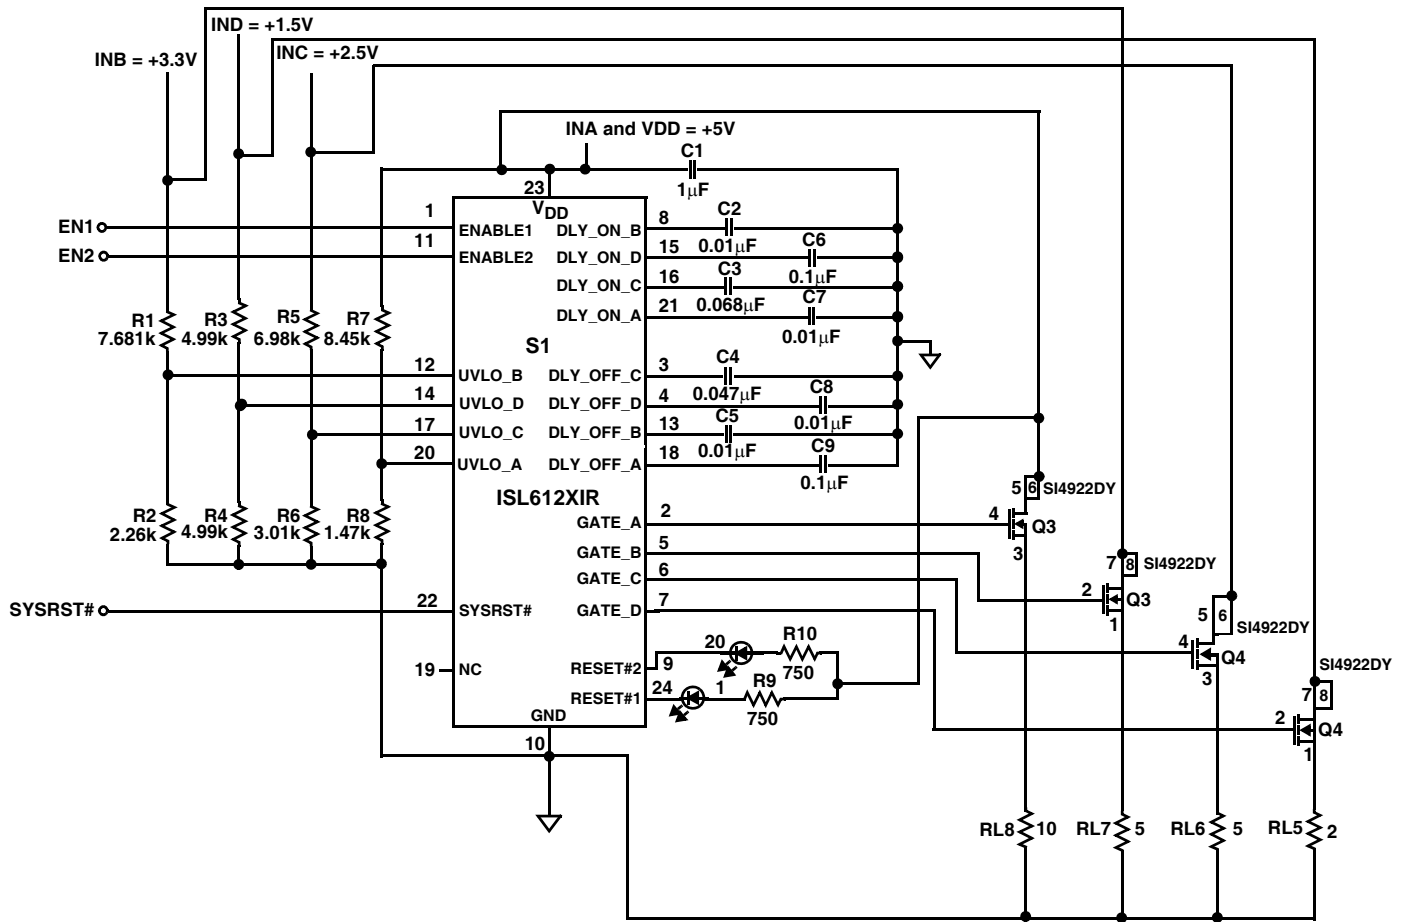 IND = +1.5V
INB = +3.3V
INC = +2.5V
INA and VDD = +5V
C1
1μF
23
VDD
EN1
1
ENABLE1
EN2
11
ENABLE2
DLY_ON_B
8
C2
0.01μF
DLY_ON_D
15
C6
0.1μF
DLY_ON_C
16
C3
0.068μF
DLY_ON_A
21
C7
0.01μF
R1
7.681k
R3
4.99k
R5
6.98k
R7
8.45k
S1
12
UVLO_B
14
UVLO_D
17
UVLO_C
20
UVLO_A
DLY_OFF_C
3
C4
0.047μF
DLY_OFF_D
4
C8
0.01μF
DLY_OFF_B
13
C5
0.01μF
DLY_OFF_A
18
C9
0.1μF
ISL612XIR
R2
2.26k
R4
4.99k
R6
3.01k
R8
1.47k
GATE_A
2
GATE_B
5
GATE_C
6
GATE_D
7
5
6
SI4922DY
4
Q3
3
7
8
SI4922DY
2
Q3
1
5
6
SI4922DY
4
Q4
3
SI4922DY
7
8
2
Q4
1
SYSRST#
22
SYSRST#
19
NC
RESET#2
9
20
R10
750
RESET#1
24
1
R9
750
GND
10
RL8
10
RL7
5
RL6
5
RL5
2